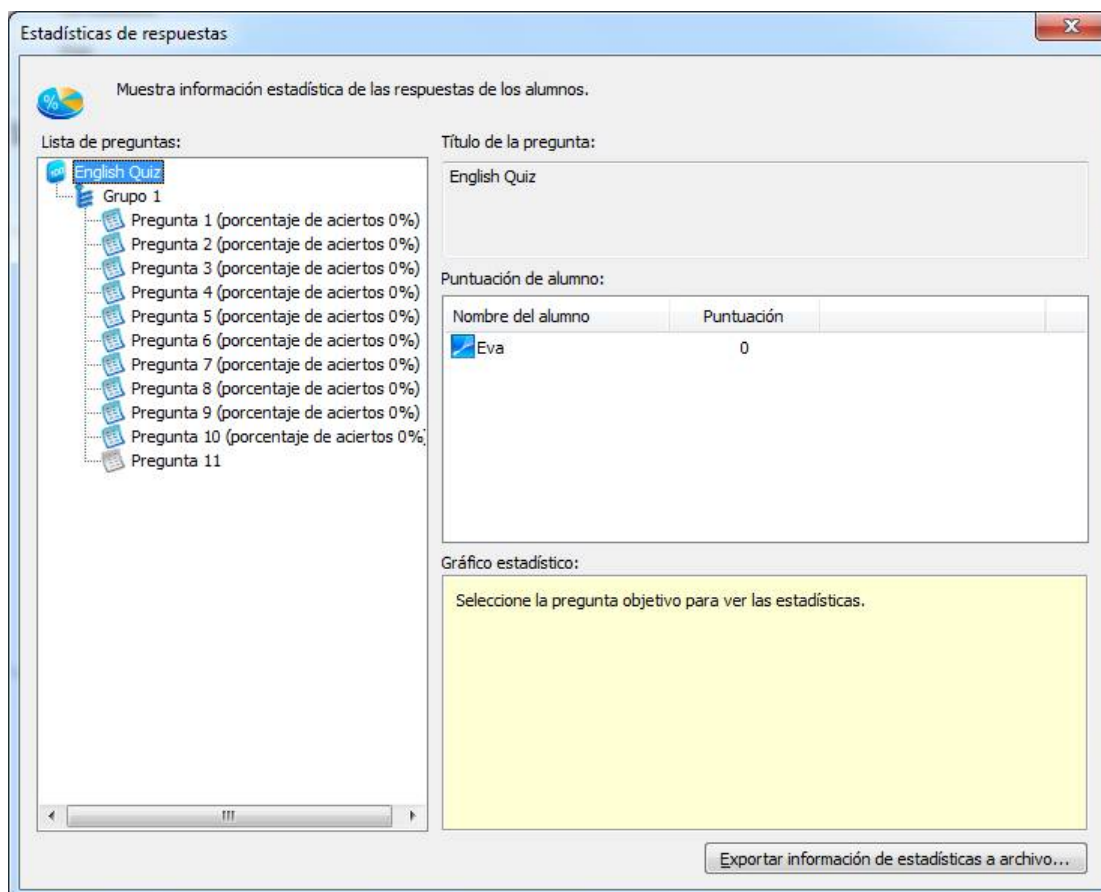 Estadísticas de respuestas
Muestra información estadística de las respuestas de los alumnos.
Lista de preguntas:
English Quiz
Grupo 1
Pregunta 1 (porcentaje de aciertos 0%)
Pregunta 2 (porcentaje de aciertos 0%)
Pregunta 3 (porcentaje de aciertos 0%)
Pregunta 4 (porcentaje de aciertos 0%)
Pregunta 5 (porcentaje de aciertos 0%)
Pregunta 6 (porcentaje de aciertos 0%)
Pregunta 7 (porcentaje de aciertos 0%)
Pregunta 8 (porcentaje de aciertos 0%)
Pregunta 9 (porcentaje de aciertos 0%)
Pregunta 10 (porcentaje de aciertos 0%
Pregunta 11
Título de la pregunta:
English Quiz
Puntuación de alumno:
Nombre del alumno Puntuación
Eva 0
Gráfico estadístico:
Seleccione la pregunta objetivo para ver las estadísticas.
Exportar información de estadísticas a archivo...